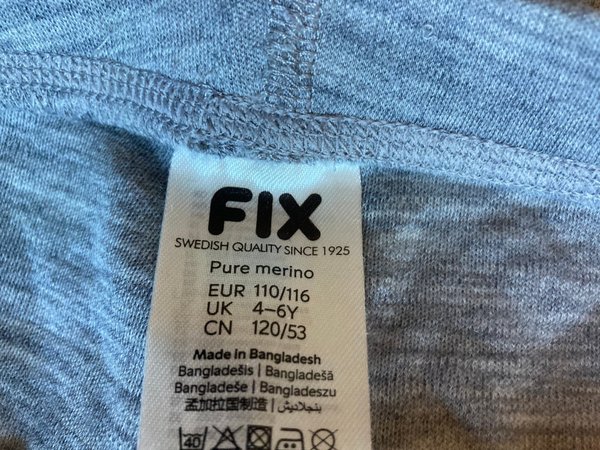 FIX
SWEDISH QUALITY SINCE 1925
Pure merino
EUR 110/116
UK 4–6Y
CN 120/53
Made in Bangladesh
Bangladešis | Bangladešā
Bangladeše | Bangladeszu
孟加拉国制造 | بنجلاديش
40